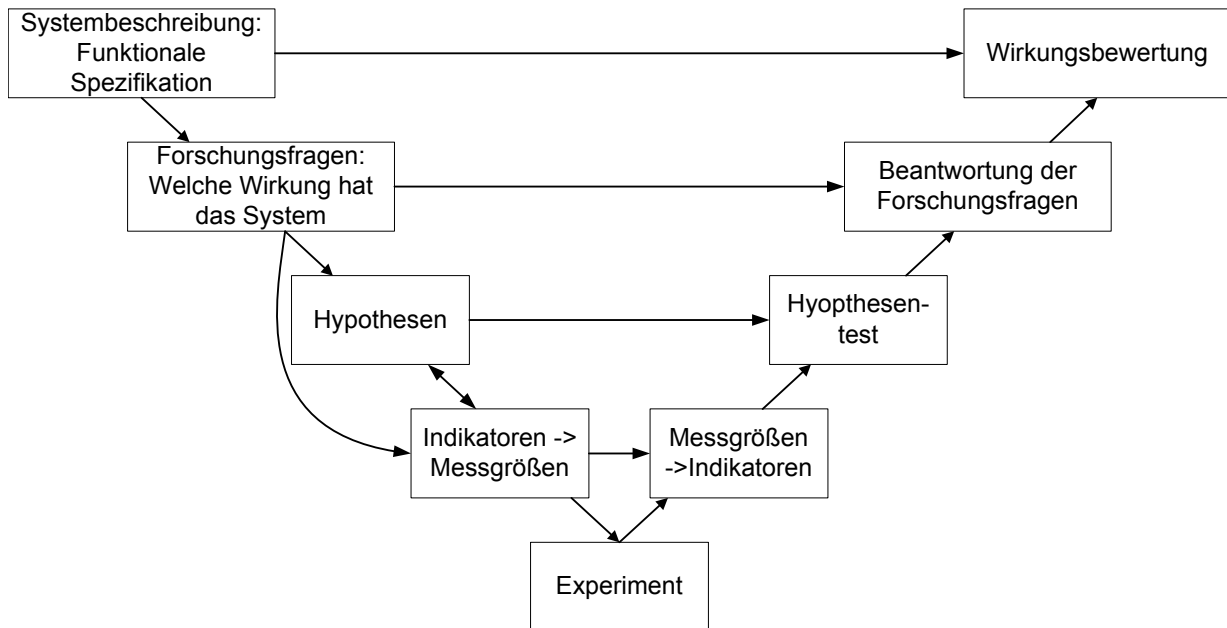 Systembeschreibung:
Funktionale
Spezifikation
Wirkungsbewertung
Forschungsfragen:
Welche Wirkung hat
das System
Beantwortung der
Forschungsfragen
Hypothesen
Hyopthesen-
test
Indikatoren ->
Messgrößen
Messgrößen
->Indikatoren
Experiment